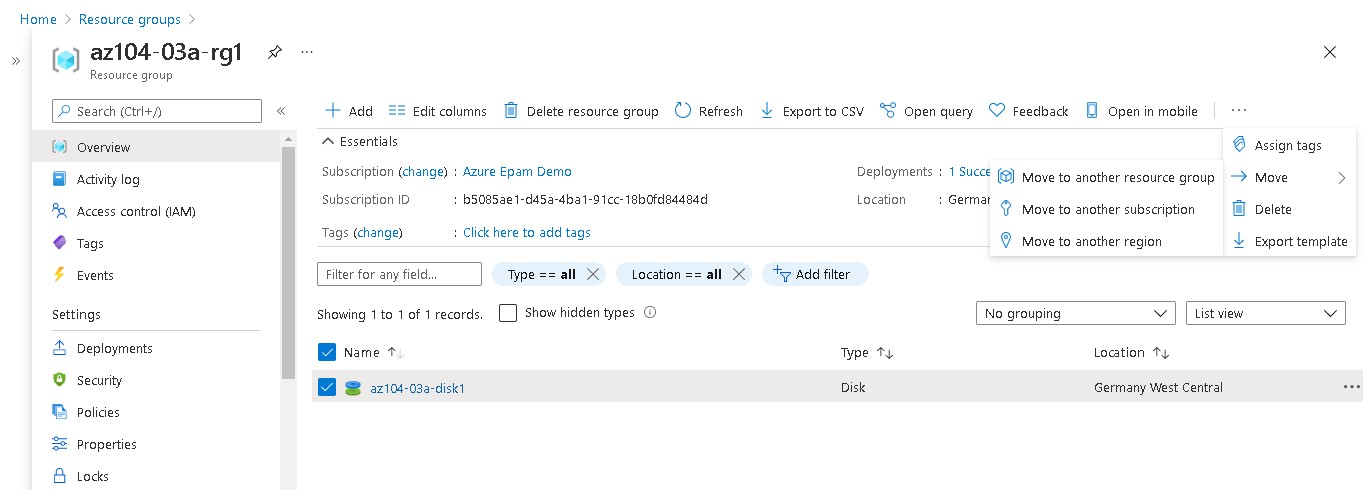 Home > Resource groups >
»
az104-03a-rg1 ...
Resource group
Search (Ctrl+/) «
Overview
Activity log
Access control (IAM)
Tags
Events
Settings
Deployments
Security
Policies
Properties
Locks
Add Edit columns Delete resource group Refresh Export to CSV Open query Feedback Open in mobile ...
Essentials
Subscription (change) : Azure Epam Demo
Subscription ID : b5085ae1-d45a-4ba1-91cc-18b0fd84484d
Tags (change) : Click here to add tags
Deployments : 1 Succe
Location : Germa
Assign tags
Move >
Delete
Export template
Move to another resource group
Move to another subscription
Move to another region
Filter for any field... Type == all Location == all Add filter
Showing 1 to 1 of 1 records. Show hidden types No grouping List view
Name ↑↓ Type ↑↓ Location ↑↓
az104-03a-disk1 Disk Germany West Central ...